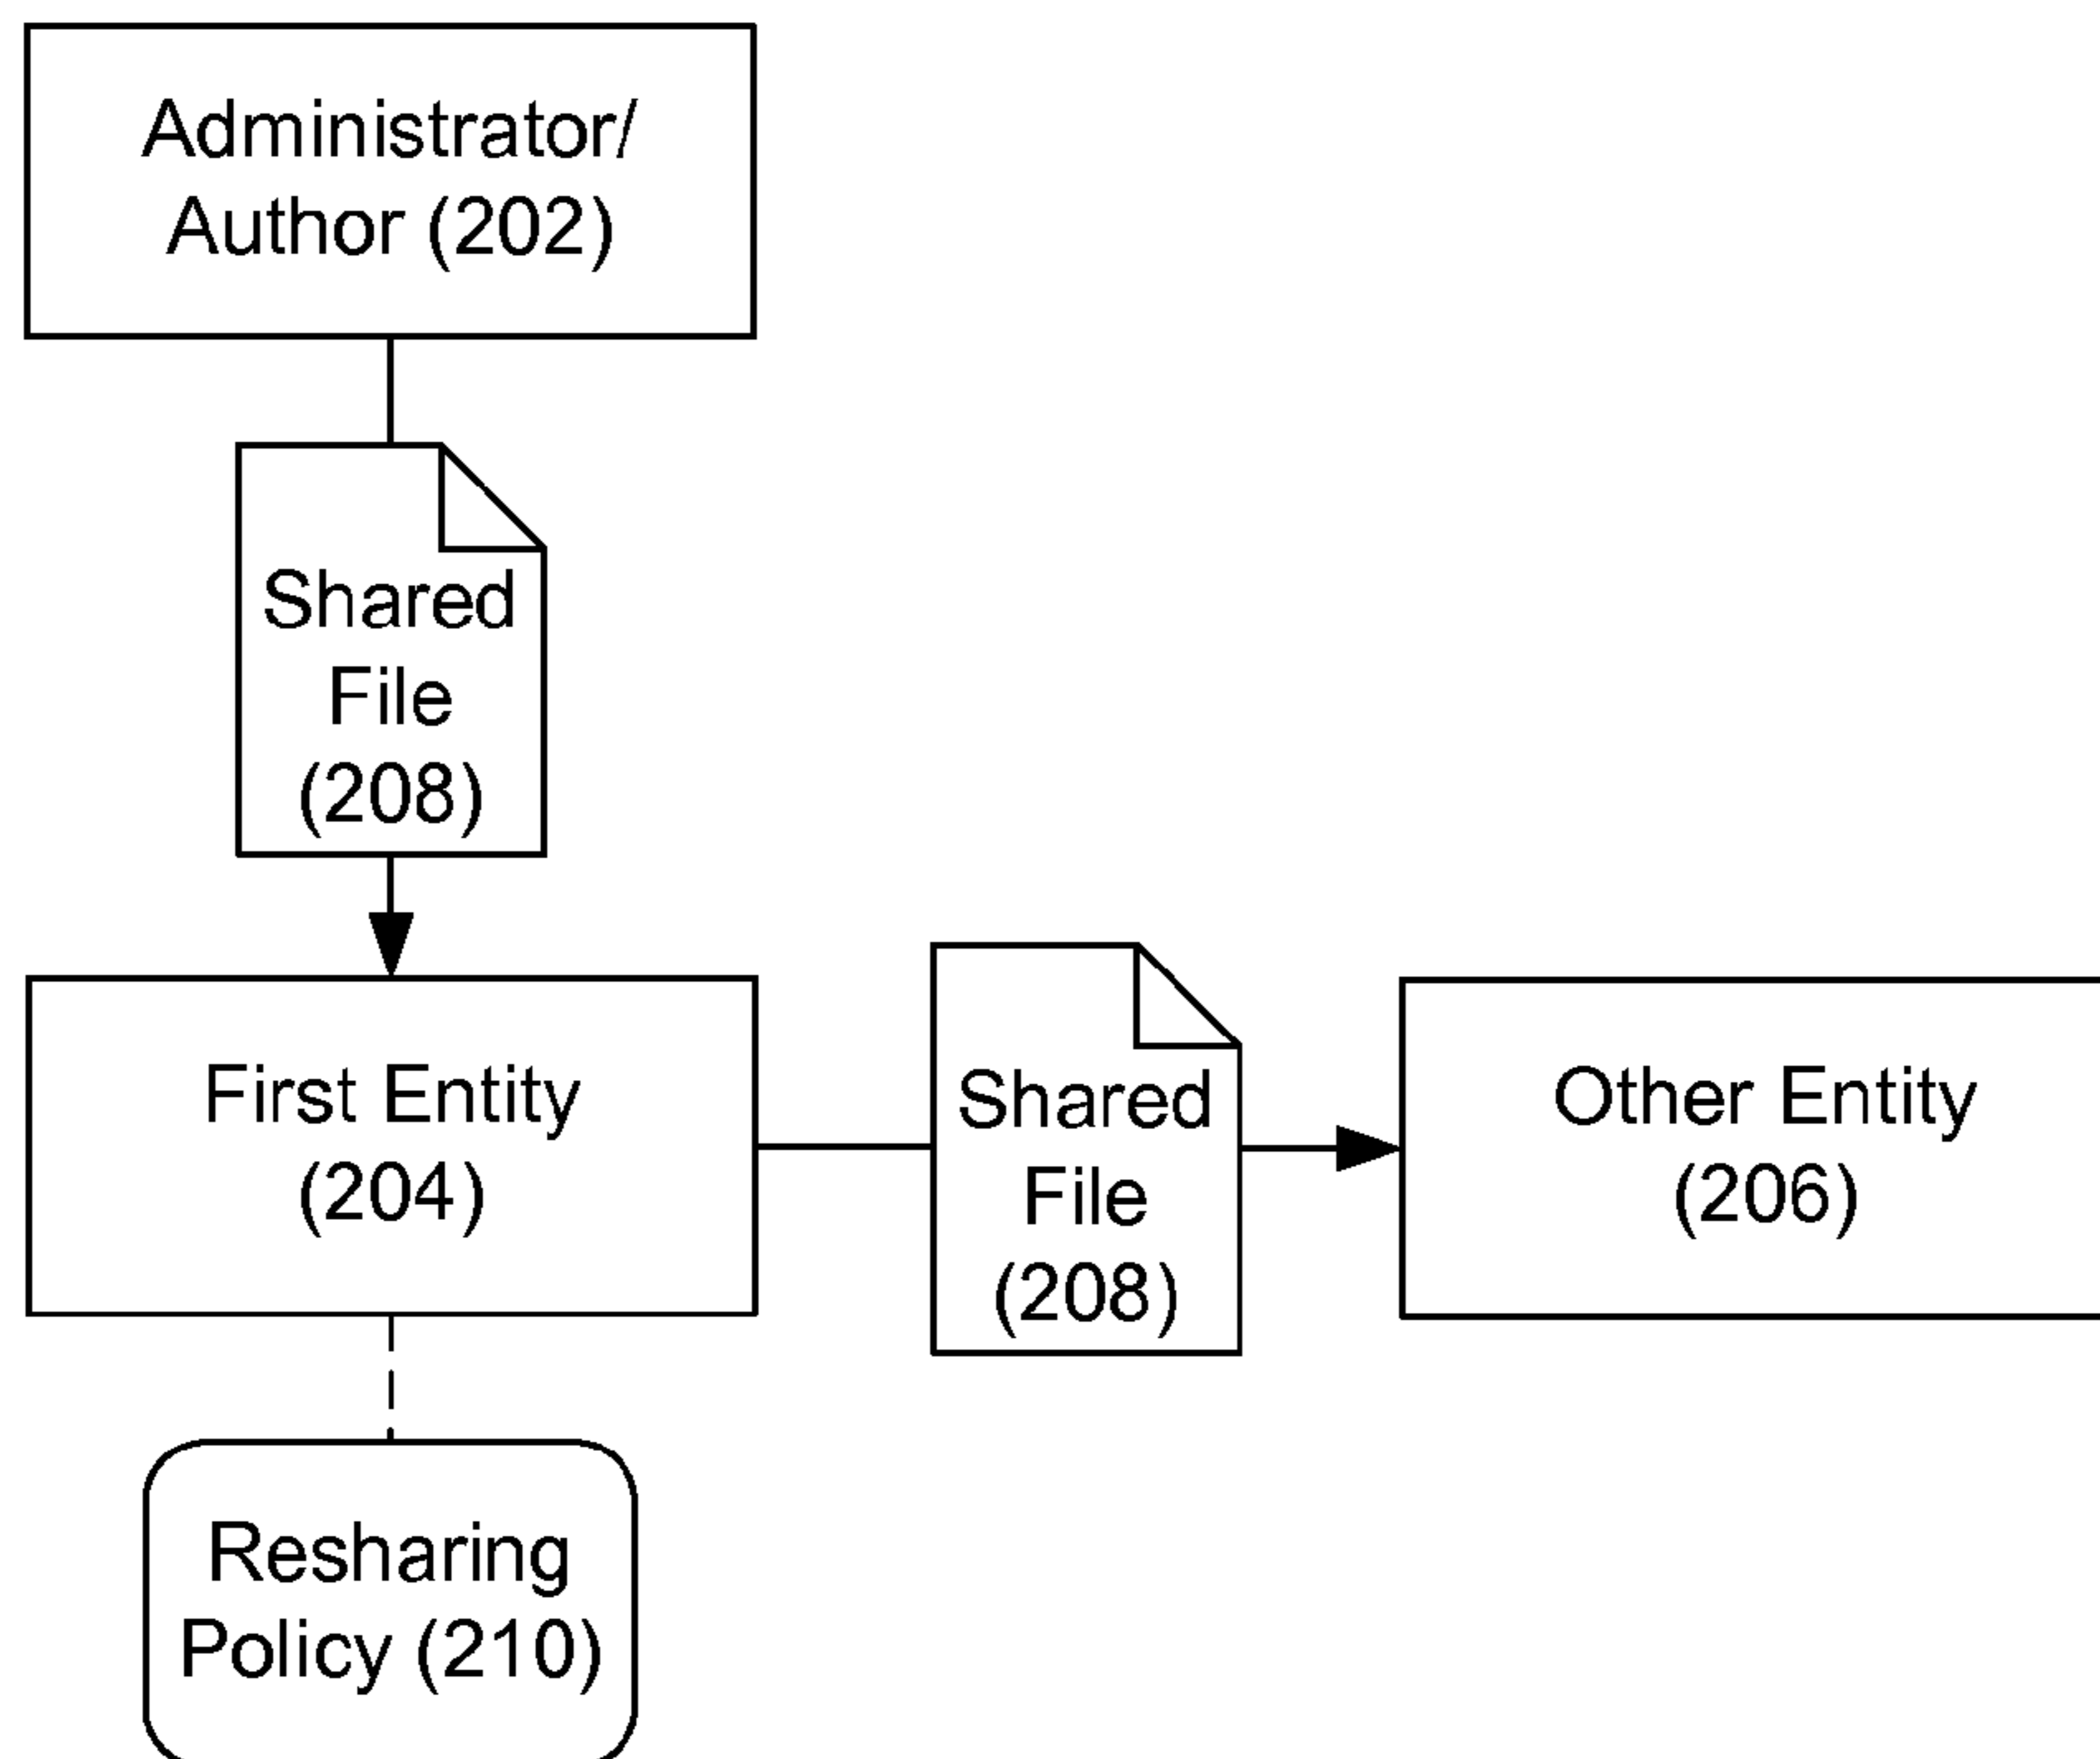 Administrator/
Author (202)
Shared
File
(208)
First Entity
(204)
Shared
File
(208)
Other Entity
(206)
Resharing
Policy (210)